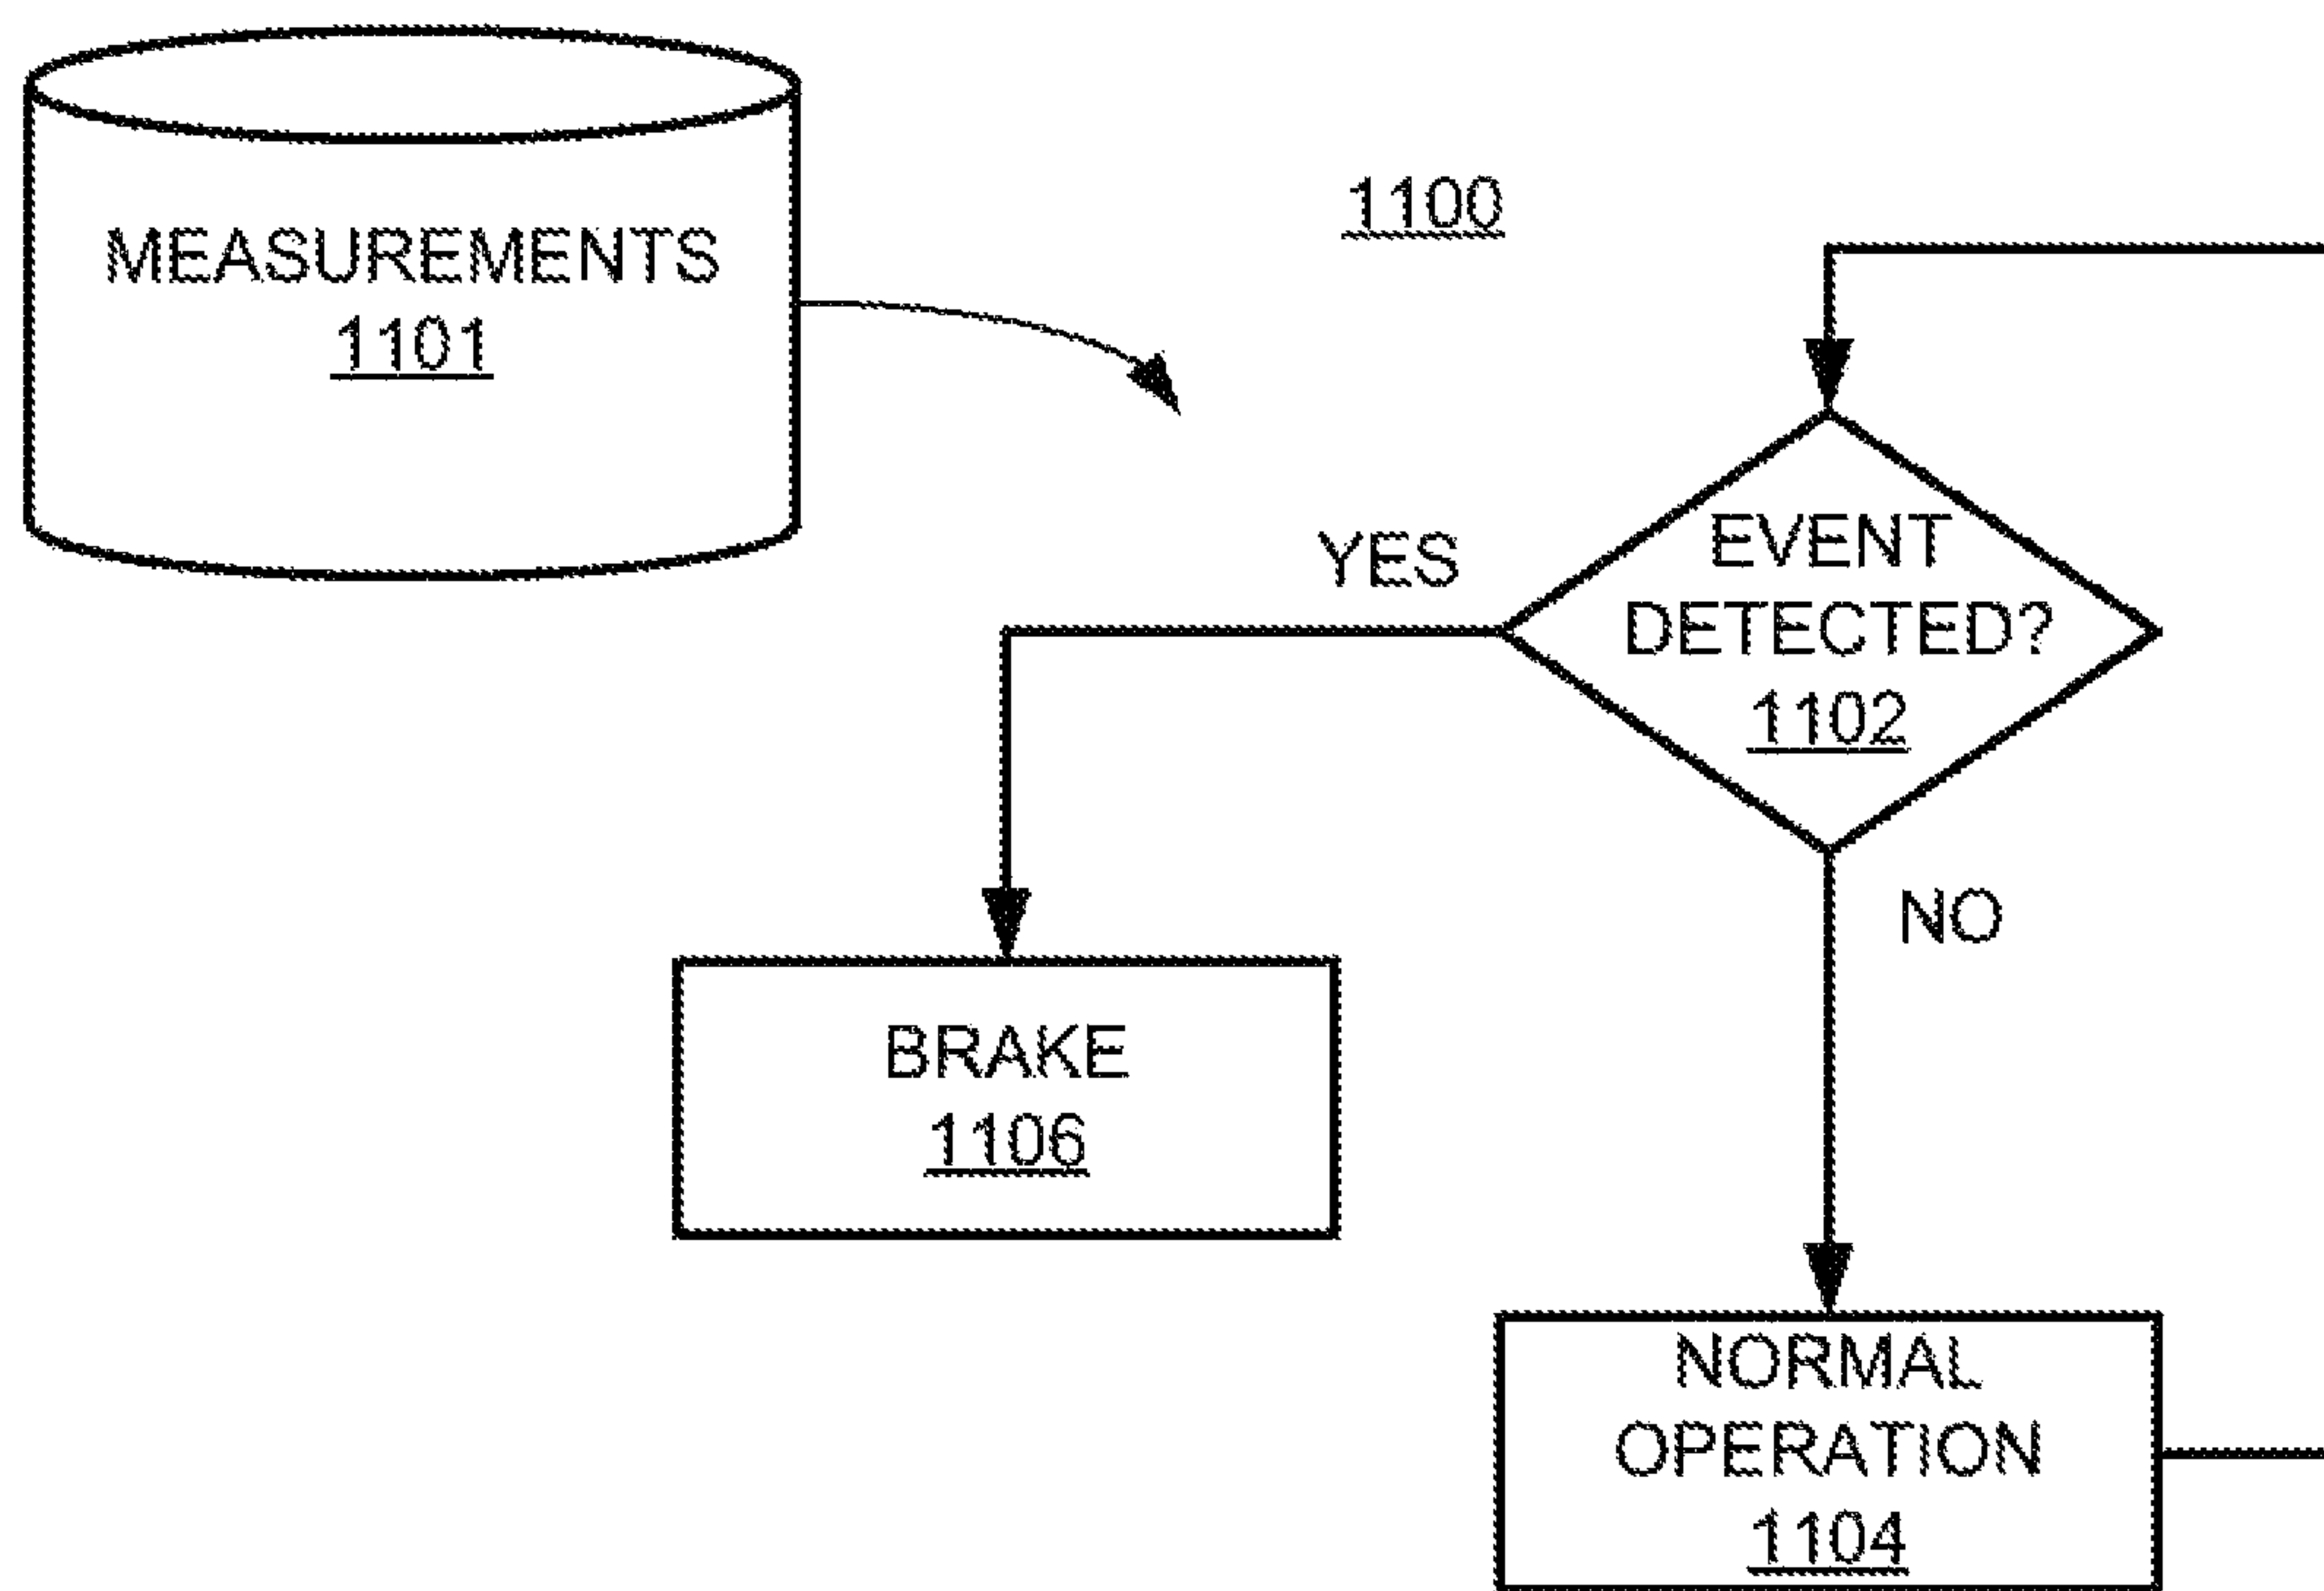 MEASUREMENTS
1101
1100
YES
EVENT
DETECTED?
1102
NO
BRAKE
1106
NORMAL
OPERATION
1104